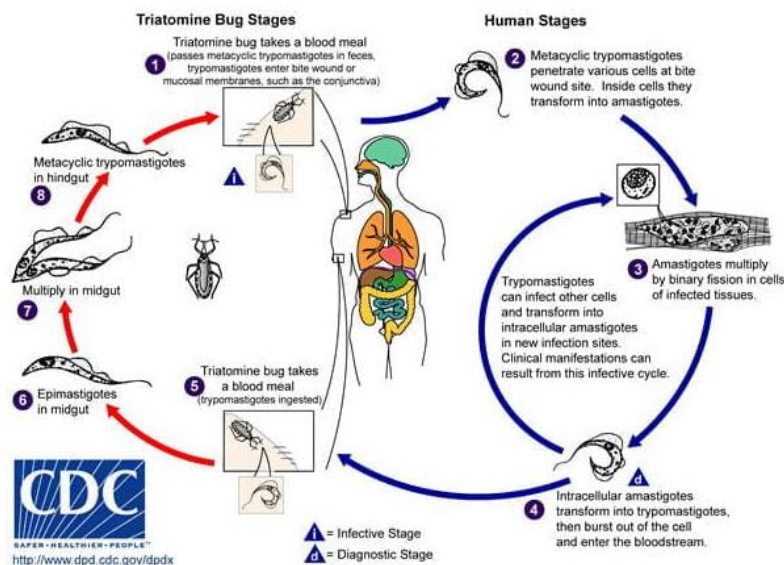 Triatomine Bug Stages
Human Stages
1
Triatomine bug takes a blood meal
(passes metacyclic trypomastigotes in feces,
trypomastigotes enter bite wound or
mucosal membranes, such as the conjunctiva)
i
2
Metacyclic trypomastigotes
penetrate various cells at bite
wound site. Inside cells they
transform into amastigotes.
3
Amastigotes multiply
by binary fission in cells
of infected tissues.
Trypomastigotes
can infect other cells
and transform into
intracellular amastigotes
in new infection sites.
Clinical manifestations can
result from this infective cycle.
d
4
Intracellular amastigotes
transform into trypomastigotes,
then burst out of the cell
and enter the bloodstream.
5
Triatomine bug takes
a blood meal
(trypomastigotes ingested)
6
Epimastigotes
in midgut
Multiply in midgut
7
Metacyclic trypomastigotes
in hindgut
8
i = Infective Stage
d = Diagnostic Stage
CDC
SAFER·HEALTHIER·PEOPLE™
http://www.dpd.cdc.gov/dpdx